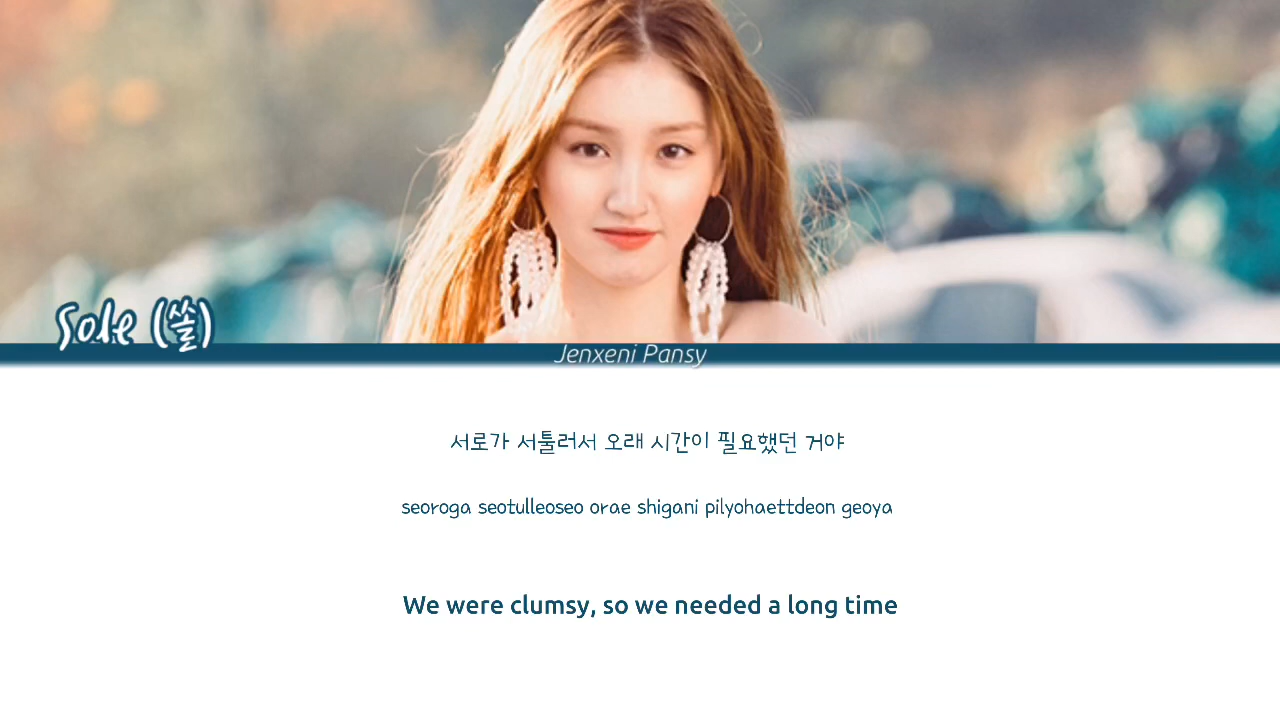 Sole (쏠)
Jenxeni Pansy
서로가 서툴러서 오래 시간이 필요했던 거야
seoroga seotulleoseo orae shigani pilyohaettdeon geoya
We were clumsy, so we needed a long time